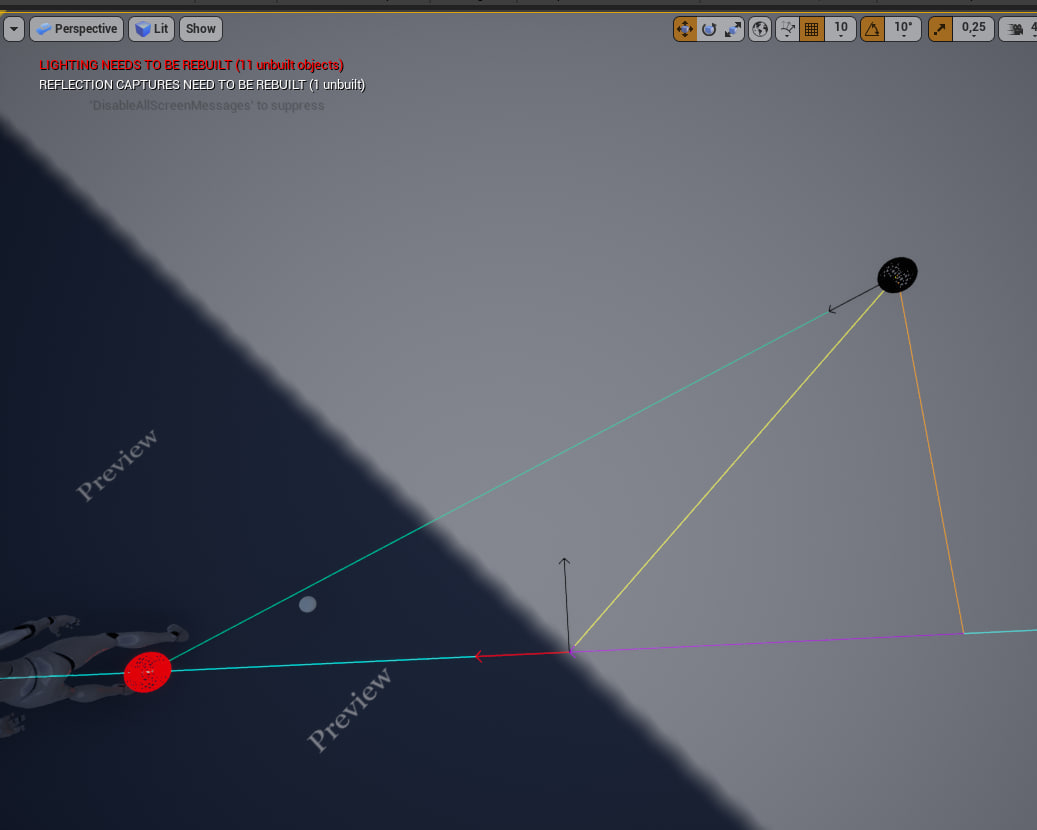 Perspective
Lit
Show
10
10°
0,25
4
LIGHTING NEEDS TO BE REBUILT (11 unbuilt objects)
REFLECTION CAPTURES NEED TO BE REBUILT (1 unbuilt)
'DisableAllScreenMessages' to suppress
Preview
Preview